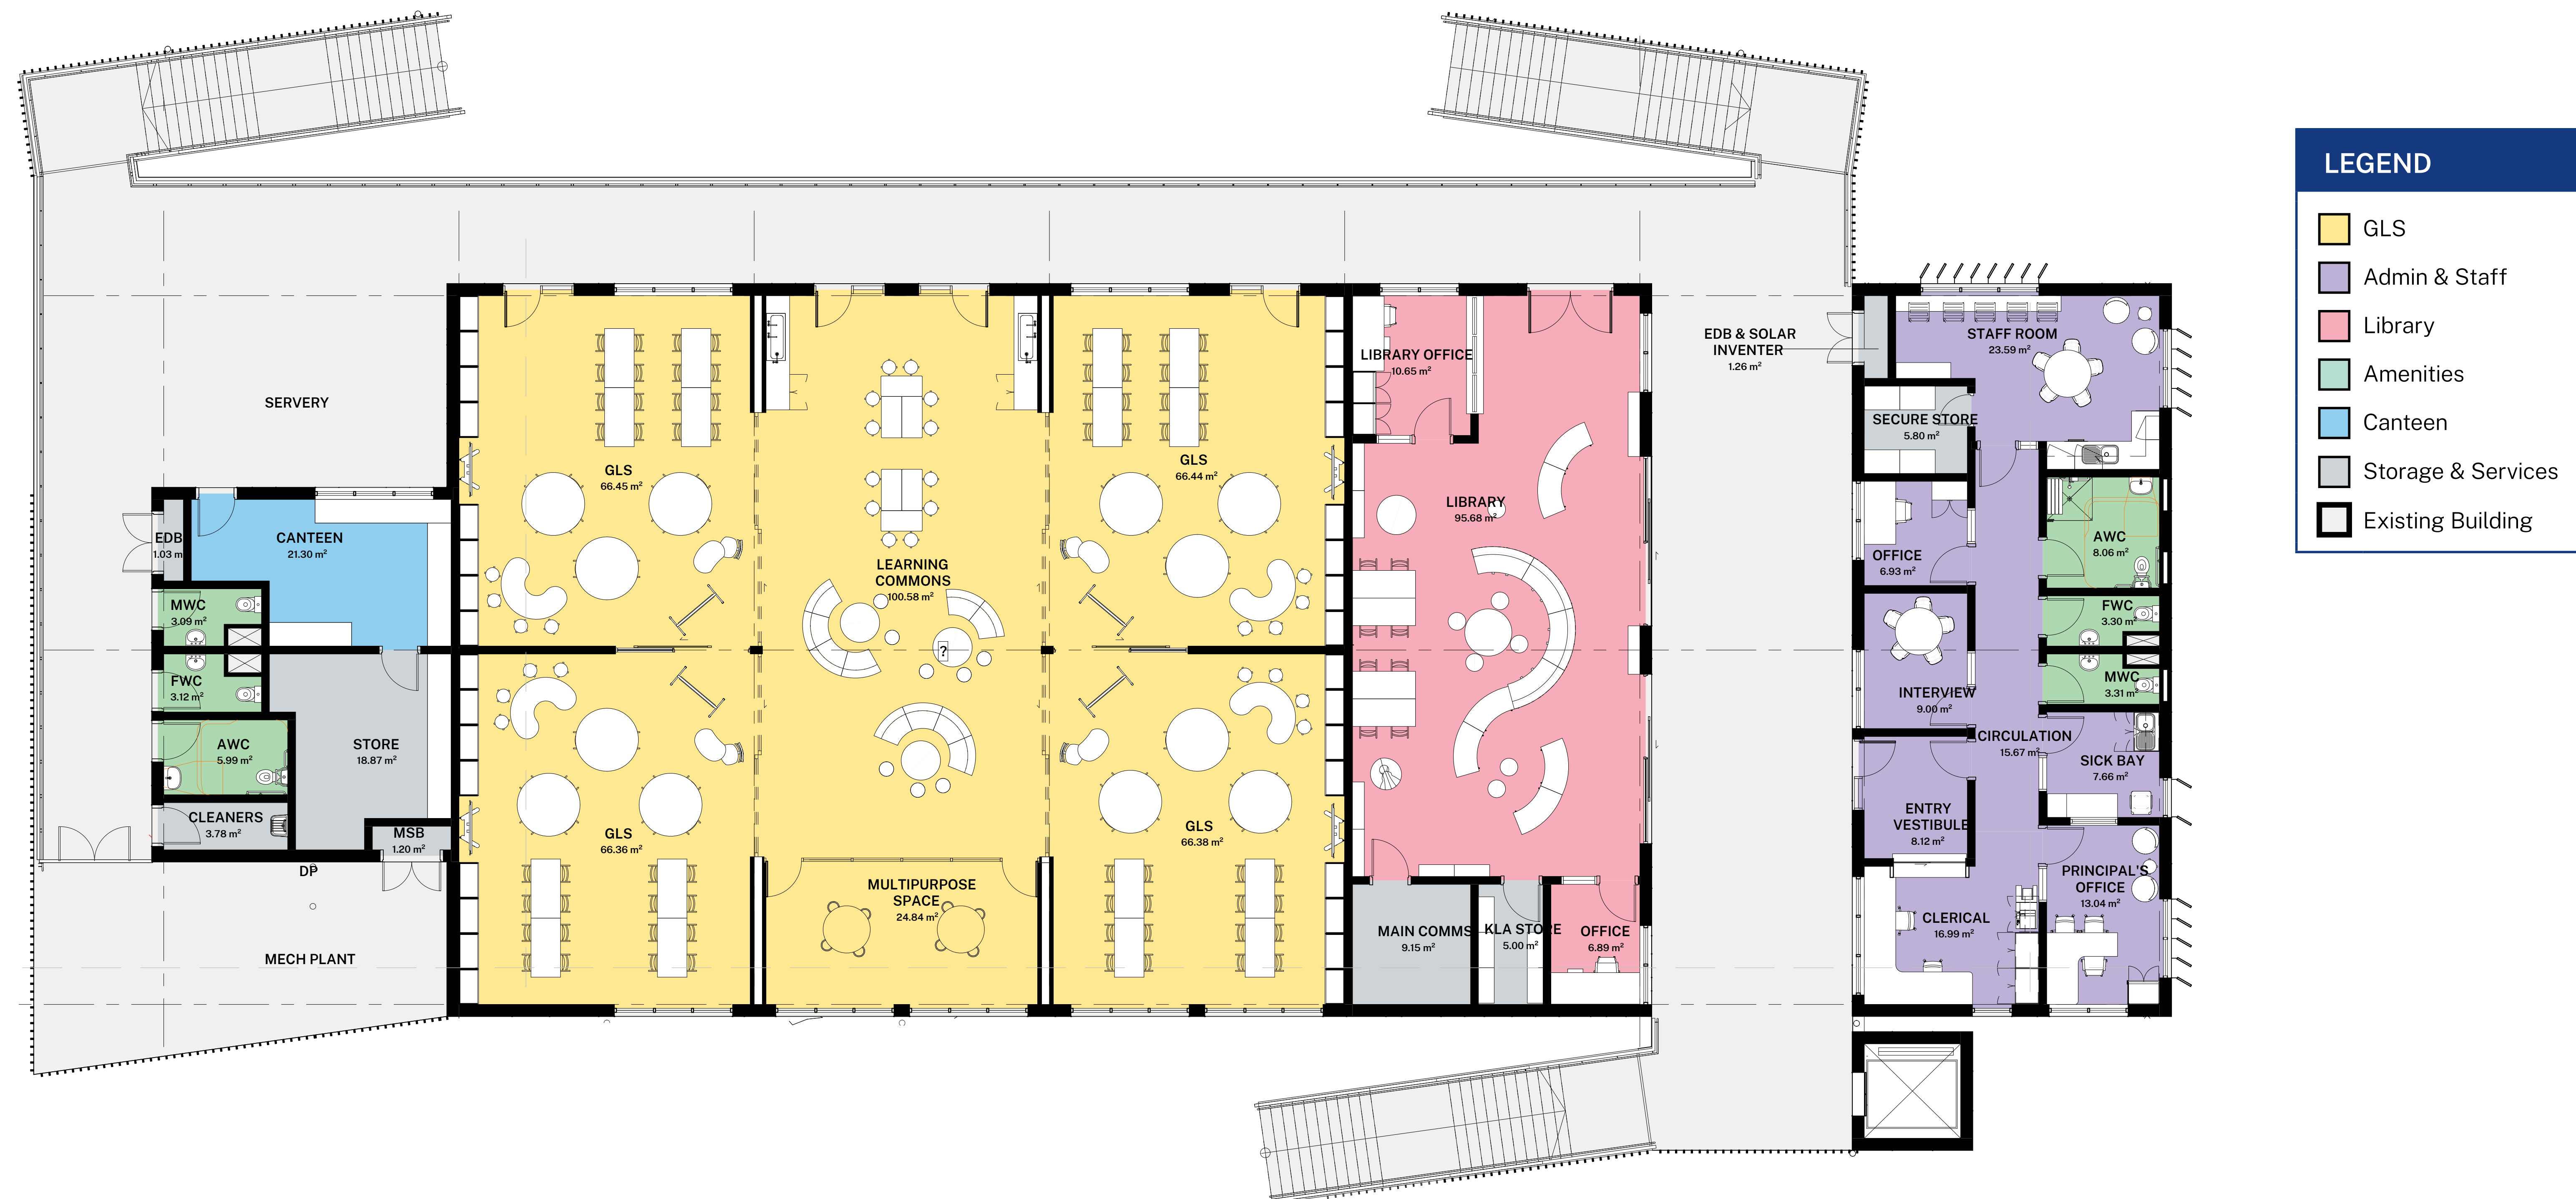 LEGEND
GLS
Admin & Staff
Library
Amenities
Canteen
Storage & Services
Existing Building
SERVERY
EDB
1.03 m
CANTEEN
21.30 m²
MWC
3.09 m²
FWC
3.12 m²
AWC
5.99 m²
STORE
18.87 m²
CLEANERS
3.78 m²
MSB
1.20 m²
DP
MECH PLANT
GLS
66.45 m²
GLS
66.36 m²
LEARNING
COMMONS
100.58 m²
?
MULTIPURPOSE
SPACE
24.84 m²
GLS
66.44 m²
GLS
66.38 m²
LIBRARY OFFICE
10.65 m²
LIBRARY
95.68 m²
MAIN COMMS
9.15 m²
KLA STORE
5.00 m²
OFFICE
6.89 m²
EDB & SOLAR
INVENTER
1.26 m²
STAFF ROOM
23.59 m²
SECURE STORE
5.80 m²
OFFICE
6.93 m²
AWC
8.06 m²
FWC
3.30 m²
MWC
3.31 m²
INTERVIEW
9.00 m²
CIRCULATION
15.67 m²
SICK BAY
7.66 m²
ENTRY
VESTIBULE
8.12 m²
PRINCIPAL'S
OFFICE
13.04 m²
CLERICAL
16.99 m²